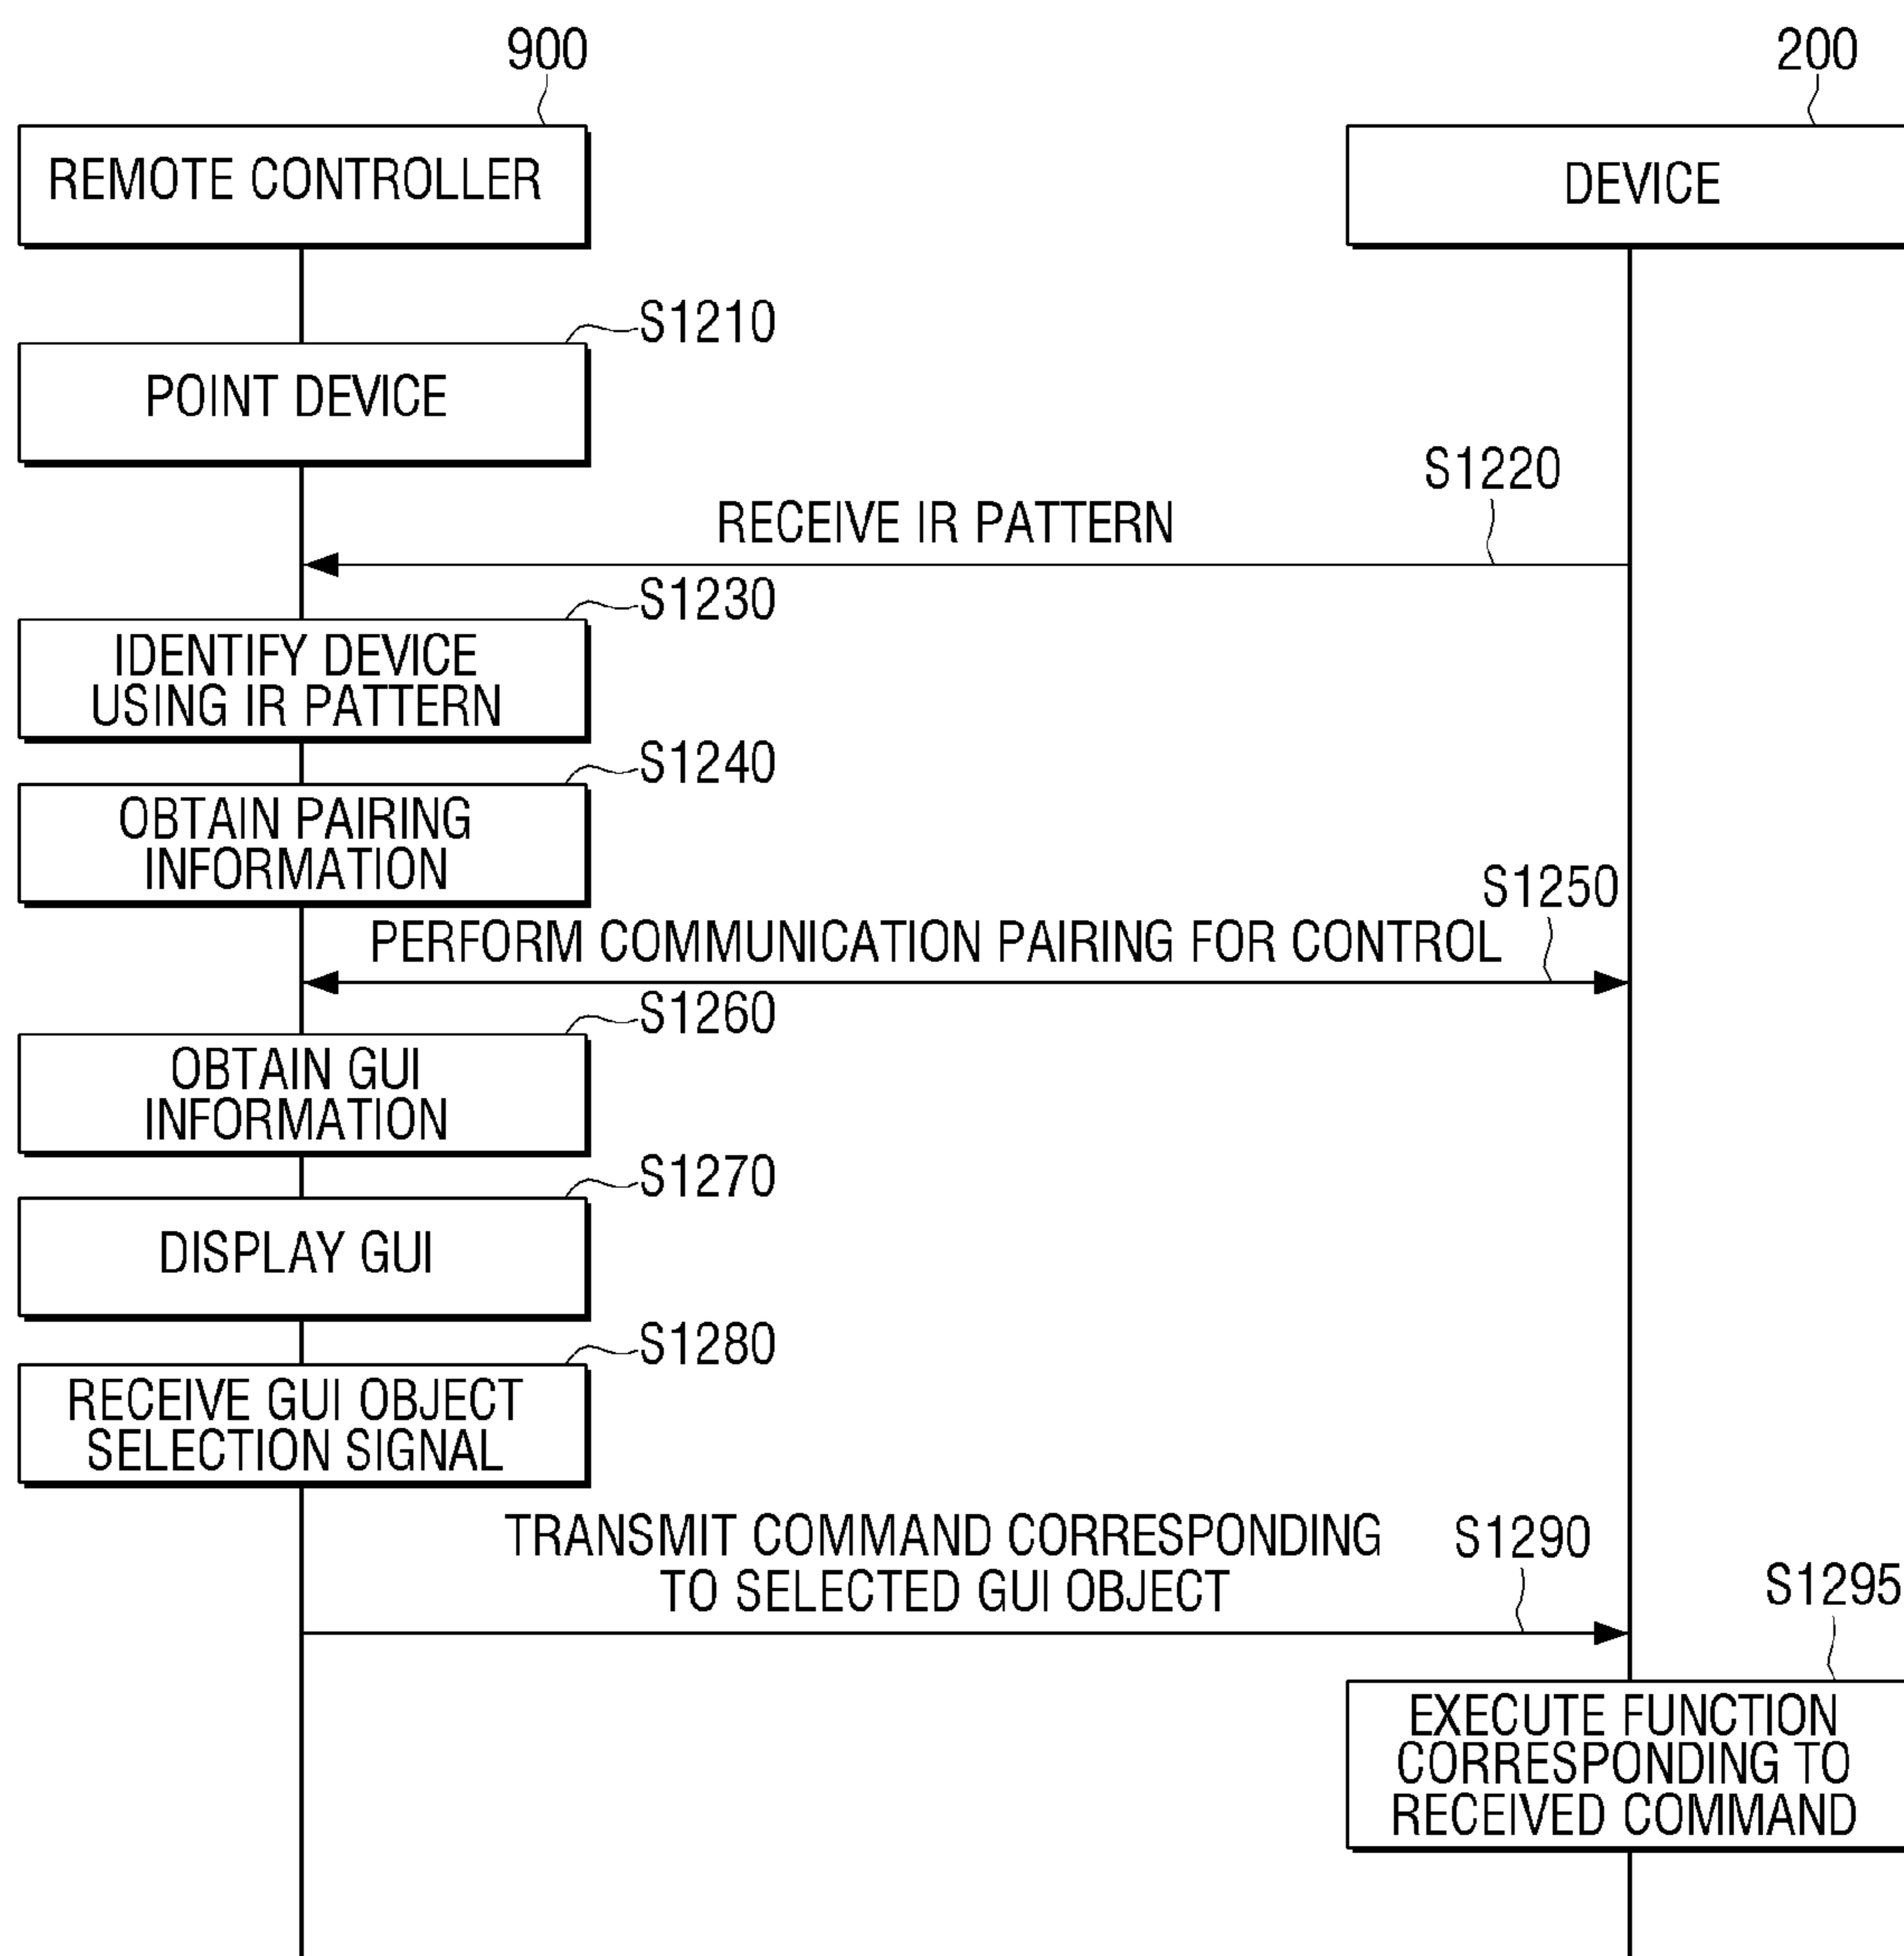 900
200
REMOTE CONTROLLER
DEVICE
S1210
POINT DEVICE
S1220
RECEIVE IR PATTERN
S1230
IDENTIFY DEVICE
USING IR PATTERN
S1240
OBTAIN PAIRING
INFORMATION
S1250
PERFORM COMMUNICATION PAIRING FOR CONTROL
S1260
OBTAIN GUI
INFORMATION
S1270
DISPLAY GUI
S1280
RECEIVE GUI OBJECT
SELECTION SIGNAL
TRANSMIT COMMAND CORRESPONDING
TO SELECTED GUI OBJECT
S1290
S1295
EXECUTE FUNCTION
CORRESPONDING TO
RECEIVED COMMAND